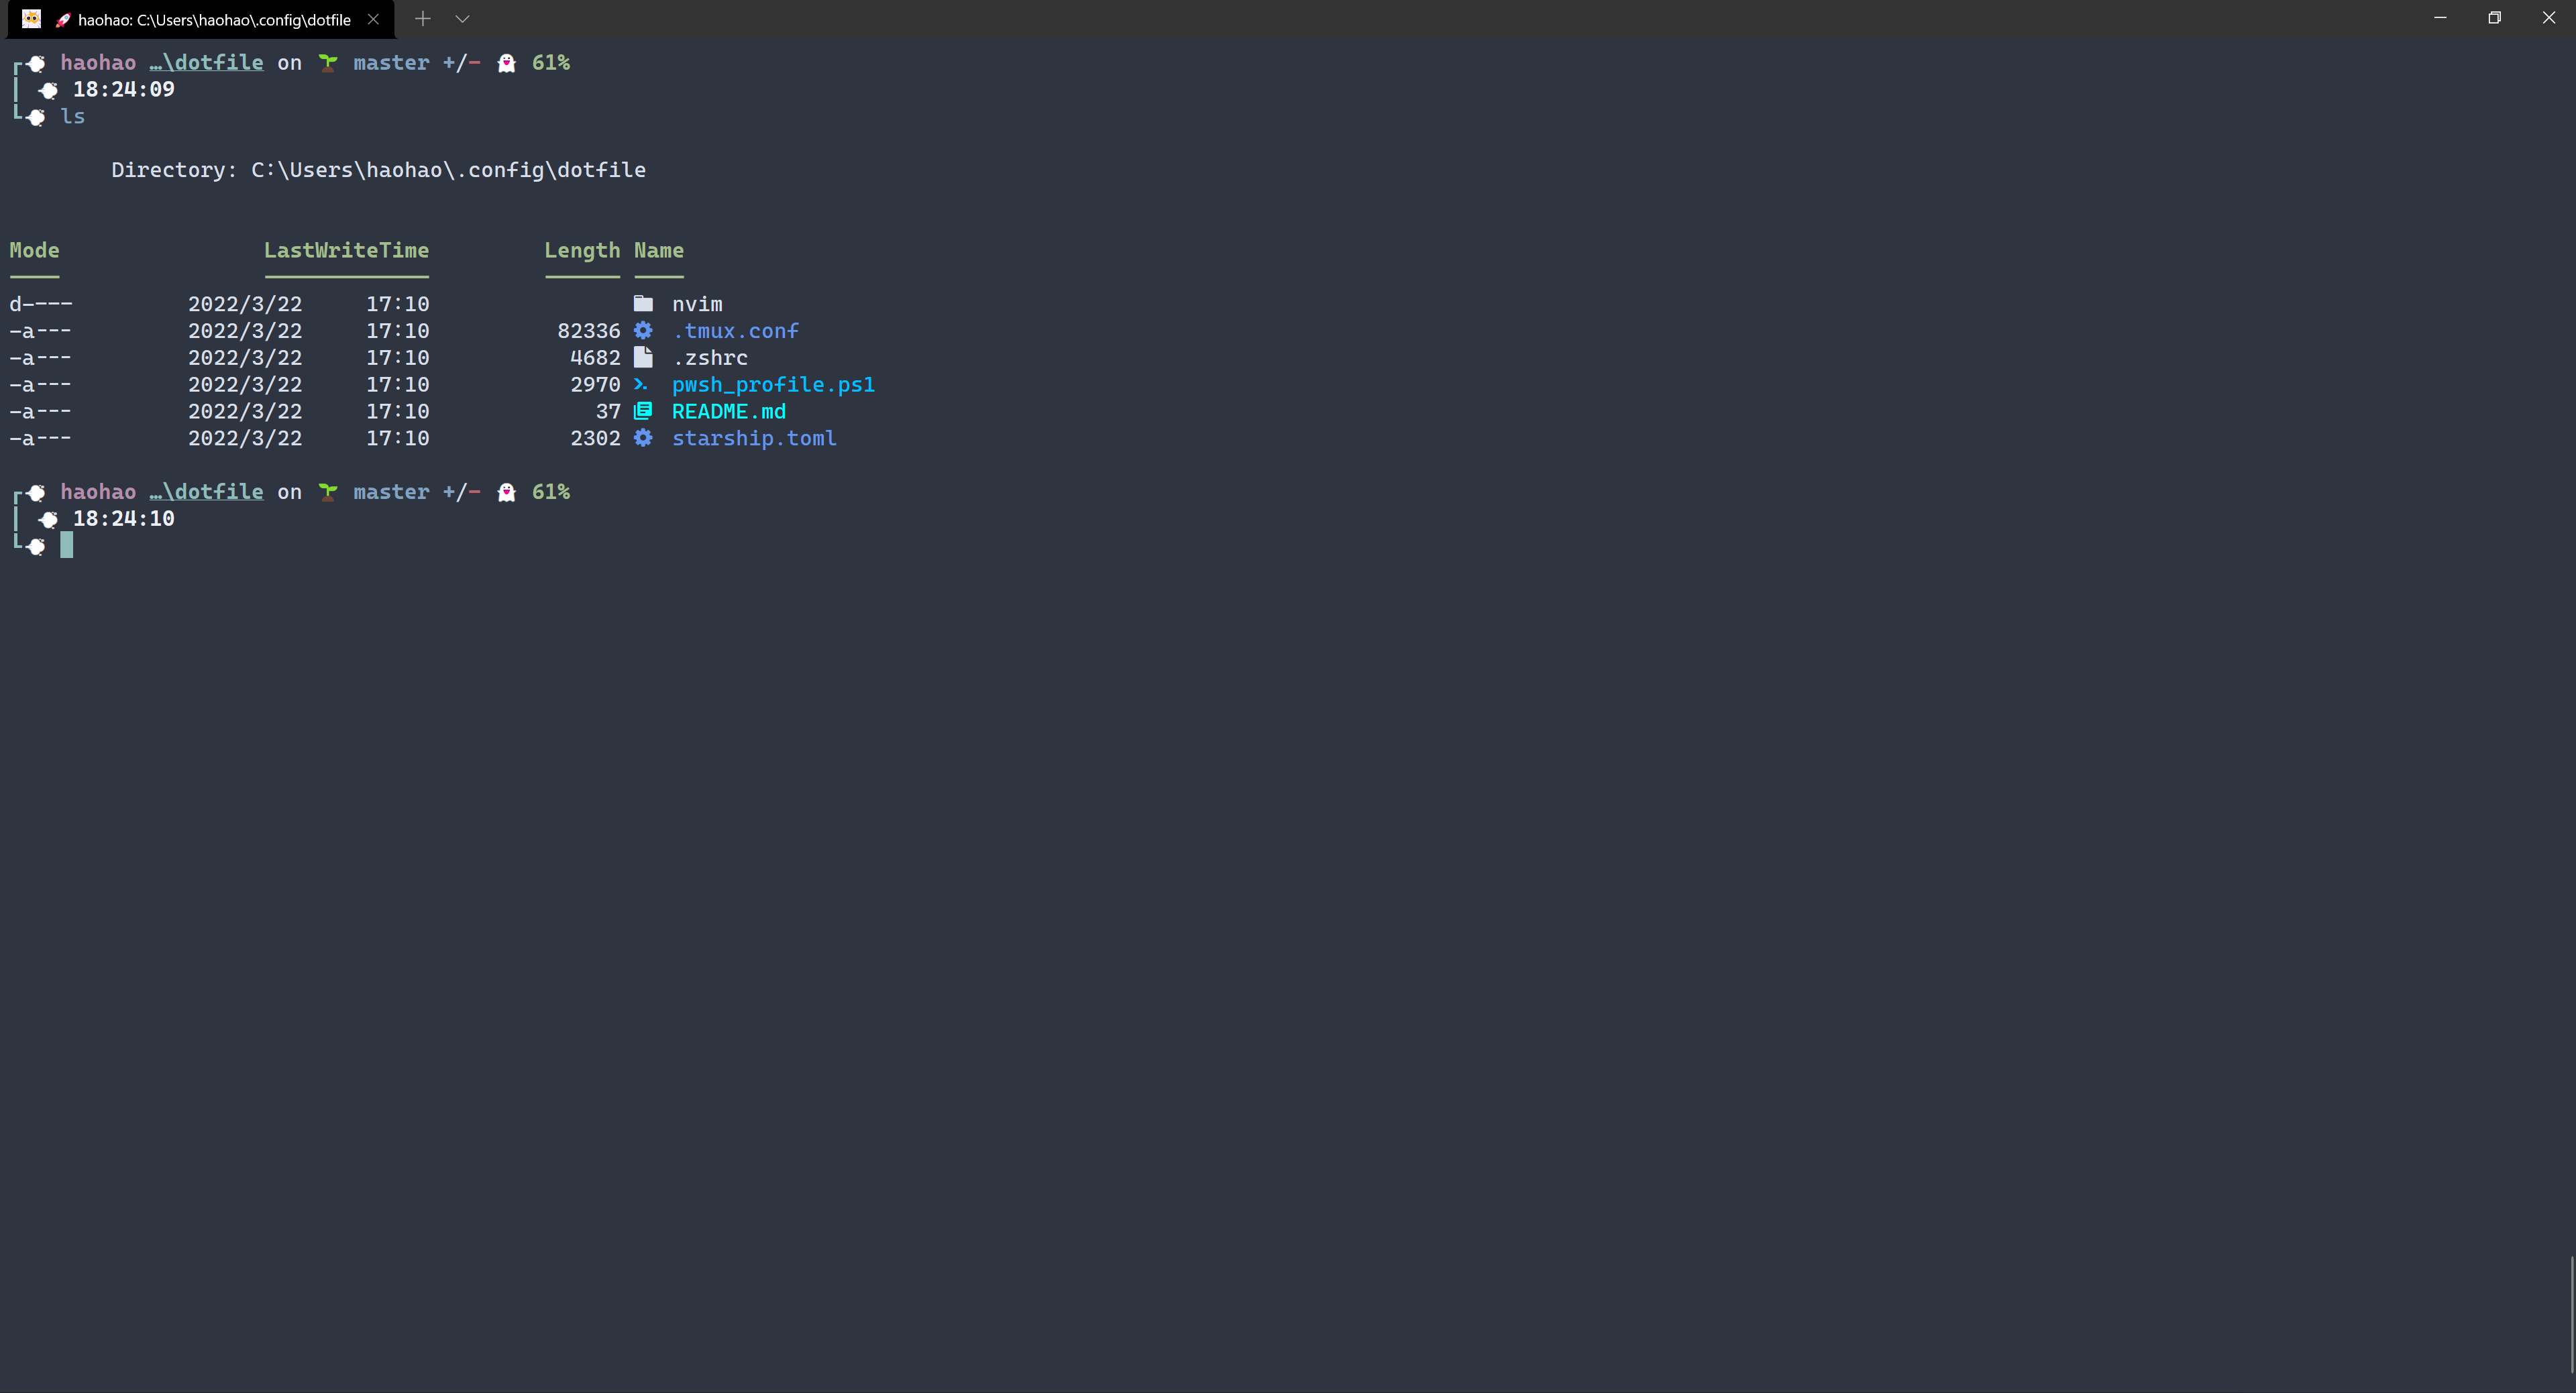 haohao: C:\Users\haohao\.config\dotfile
haohao …\dotfile on master +/- 61%
18:24:09
ls
Directory: C:\Users\haohao\.config\dotfile
Mode LastWriteTime Length Name
d---- 2022/3/22 17:10 nvim
-a--- 2022/3/22 17:10 82336 .tmux.conf
-a--- 2022/3/22 17:10 4682 .zshrc
-a--- 2022/3/22 17:10 2970 pwsh_profile.ps1
-a--- 2022/3/22 17:10 37 README.md
-a--- 2022/3/22 17:10 2302 starship.toml
haohao …\dotfile on master +/- 61%
18:24:10